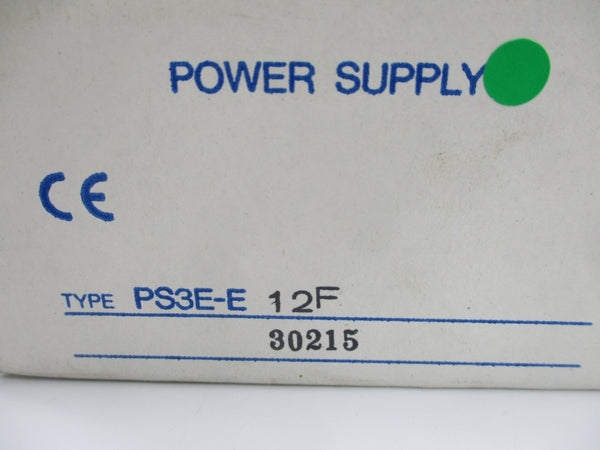 POWER SUPPLY
CE
TYPE PS3E-E 12F
30215